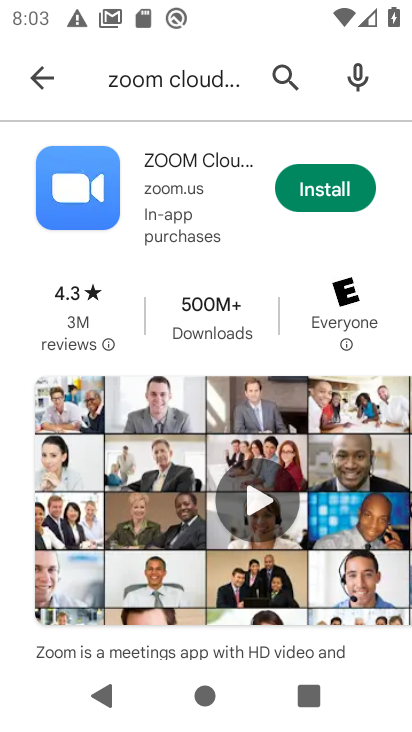 8:03
zoom cloud...
ZOOM Clou...
zoom.us
In-app
purchases
Install
4.3★
3M
reviews
500M+
Downloads
E
Everyone
Zoom is a meetings app with HD video and